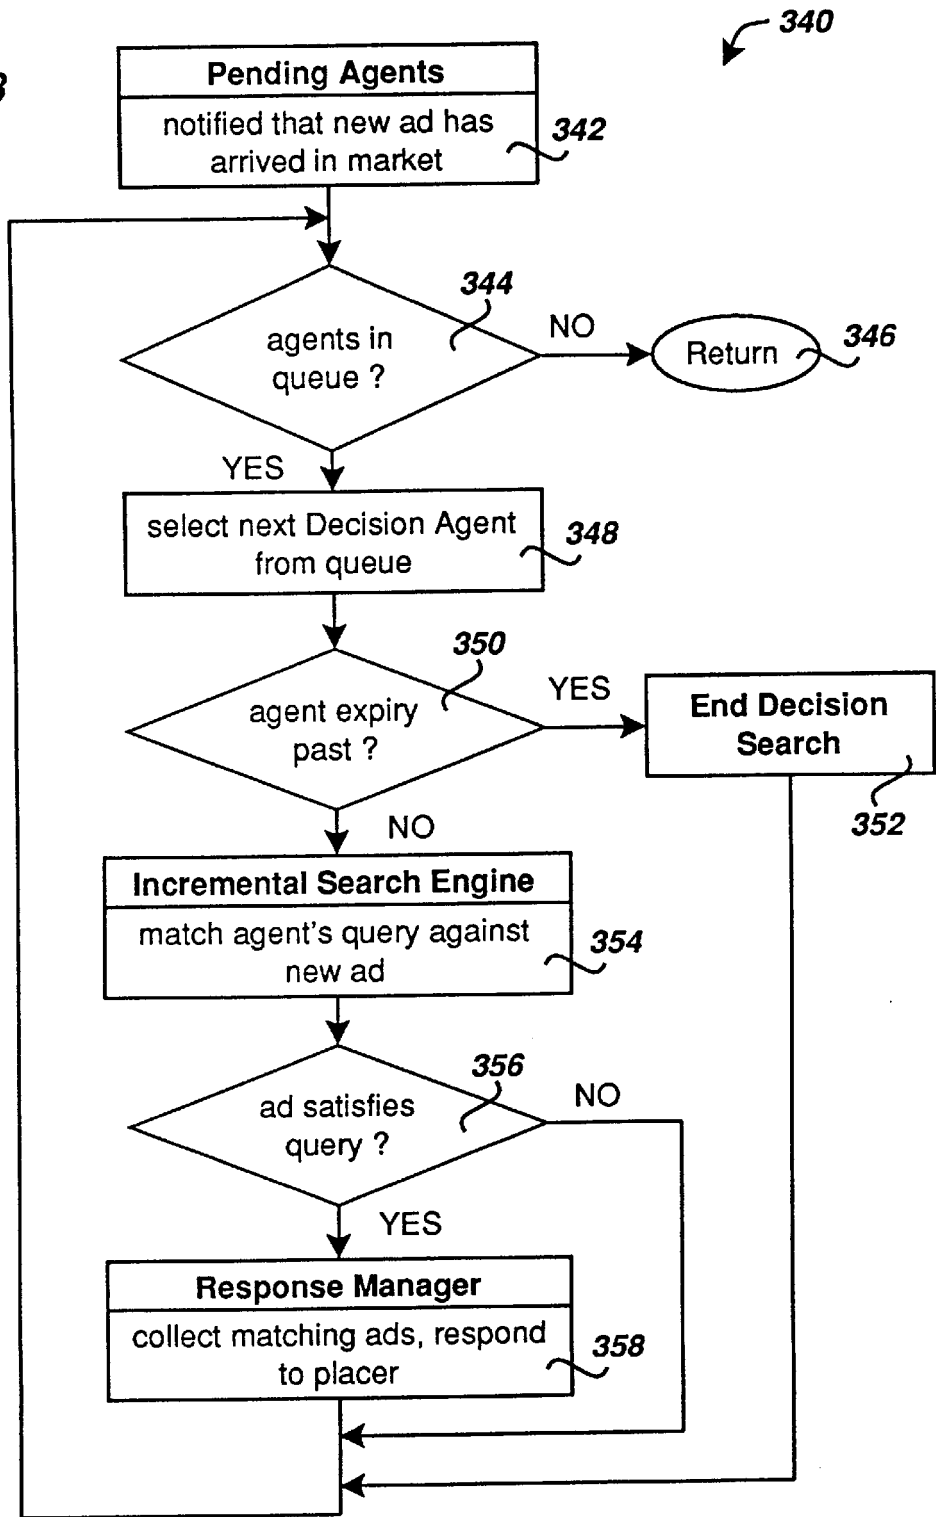 340
Pending Agents
notified that new ad has
arrived in market
342
344
agents in
queue ?
NO
Return
346
YES
select next Decision Agent
from queue
348
350
agent expiry
past ?
YES
End Decision
Search
352
NO
Incremental Search Engine
match agent's query against
new ad
354
356
ad satisfies
query ?
NO
YES
Response Manager
collect matching ads, respond
to placer
358